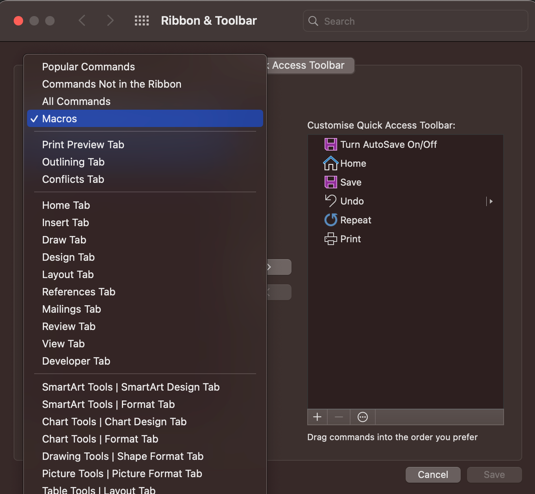 Ribbon & Toolbar
Search
Access Toolbar
Popular Commands
Commands Not in the Ribbon
All Commands
Macros
Print Preview Tab
Outlining Tab
Conflicts Tab
Home Tab
Insert Tab
Draw Tab
Design Tab
Layout Tab
References Tab
Mailings Tab
Review Tab
View Tab
Developer Tab
SmartArt Tools | SmartArt Design Tab
SmartArt Tools | Format Tab
Chart Tools | Chart Design Tab
Chart Tools | Format Tab
Drawing Tools | Shape Format Tab
Picture Tools | Picture Format Tab
Table Tools | Layout Tab
Customise Quick Access Toolbar:
Turn AutoSave On/Off
Home
Save
Undo
Repeat
Print
Drag commands into the order you prefer
Cancel
Save